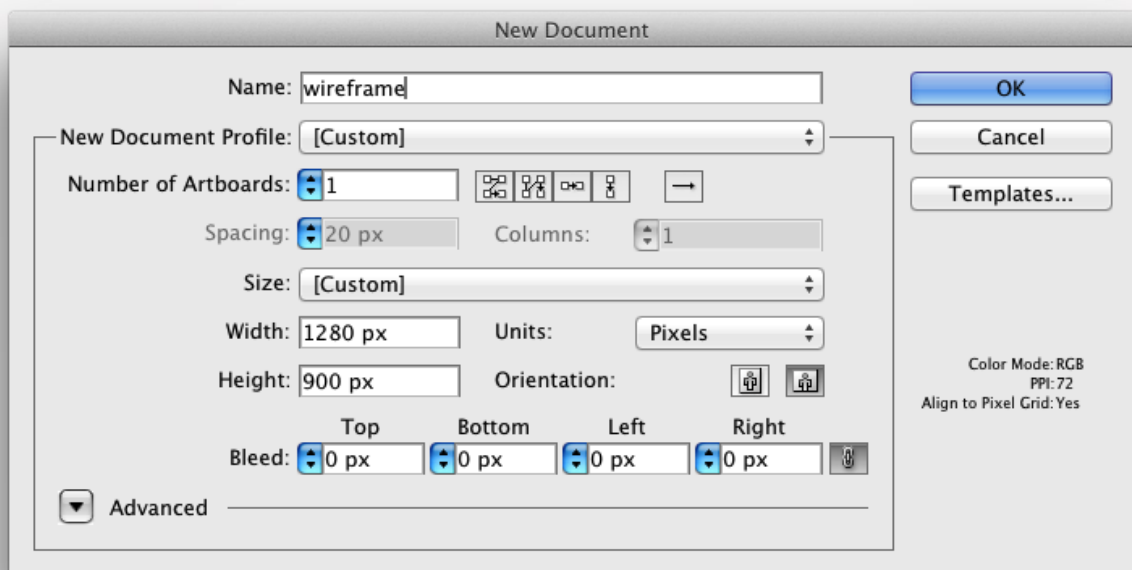 New Document
Name: wireframe
OK
New Document Profile: [Custom]
Cancel
Number of Artboards: 1
Templates...
Spacing: 20 px Columns: 1
Size: [Custom]
Width: 1280 px Units: Pixels
Height: 900 px Orientation:
Color Mode: RGB
PPI: 72
Align to Pixel Grid: Yes
Top Bottom Left Right
Bleed: 0 px 0 px 0 px 0 px
Advanced